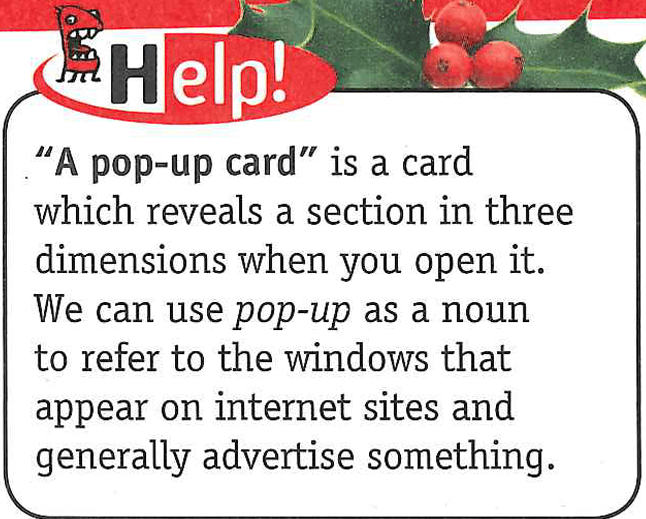 Help!
"A pop-up card" is a card
which reveals a section in three
dimensions when you open it.
We can use pop-up as a noun
to refer to the windows that
appear on internet sites and
generally advertise something.